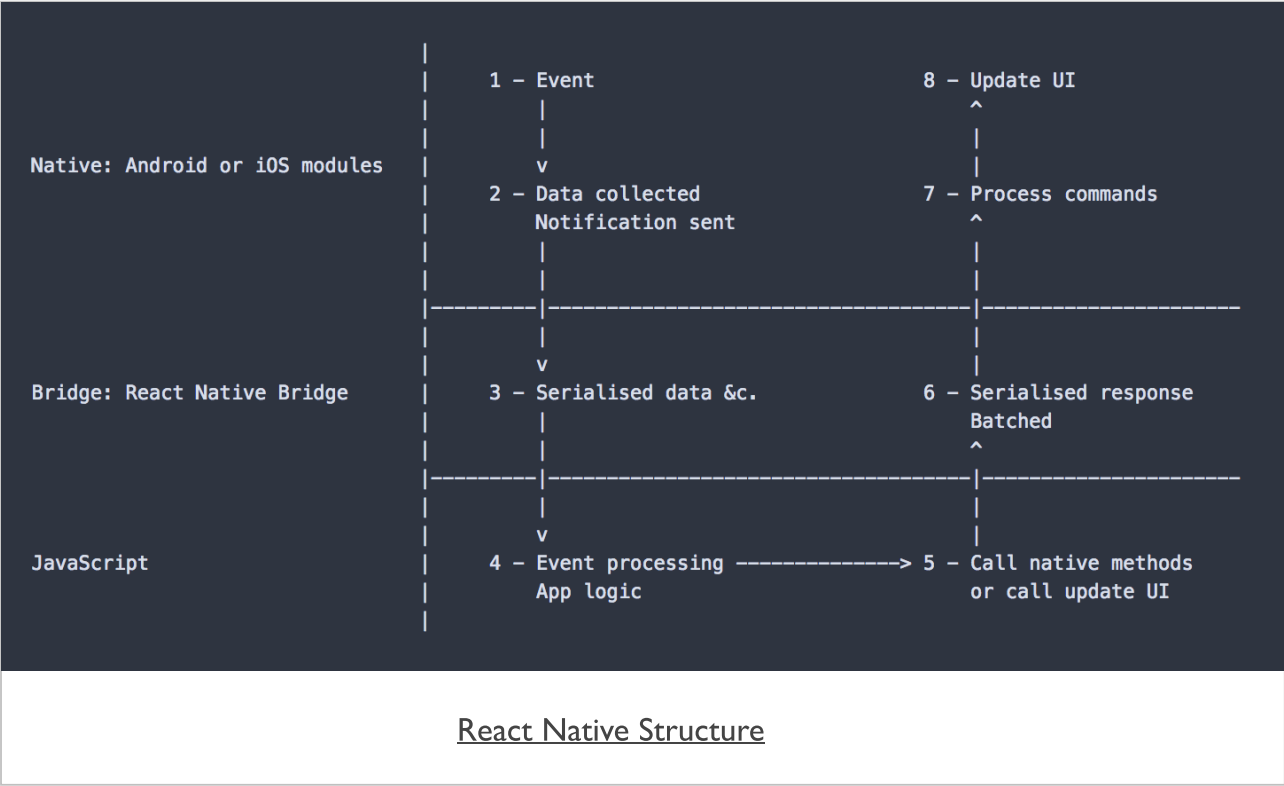 1 – Event 8 – Update UI
Native: Android or iOS modules
2 – Data collected 7 – Process commands
Notification sent
Bridge: React Native Bridge 3 – Serialised data &c. 6 – Serialised response
Batched
JavaScript 4 – Event processing 5 – Call native methods
App logic or call update UI
React Native Structure